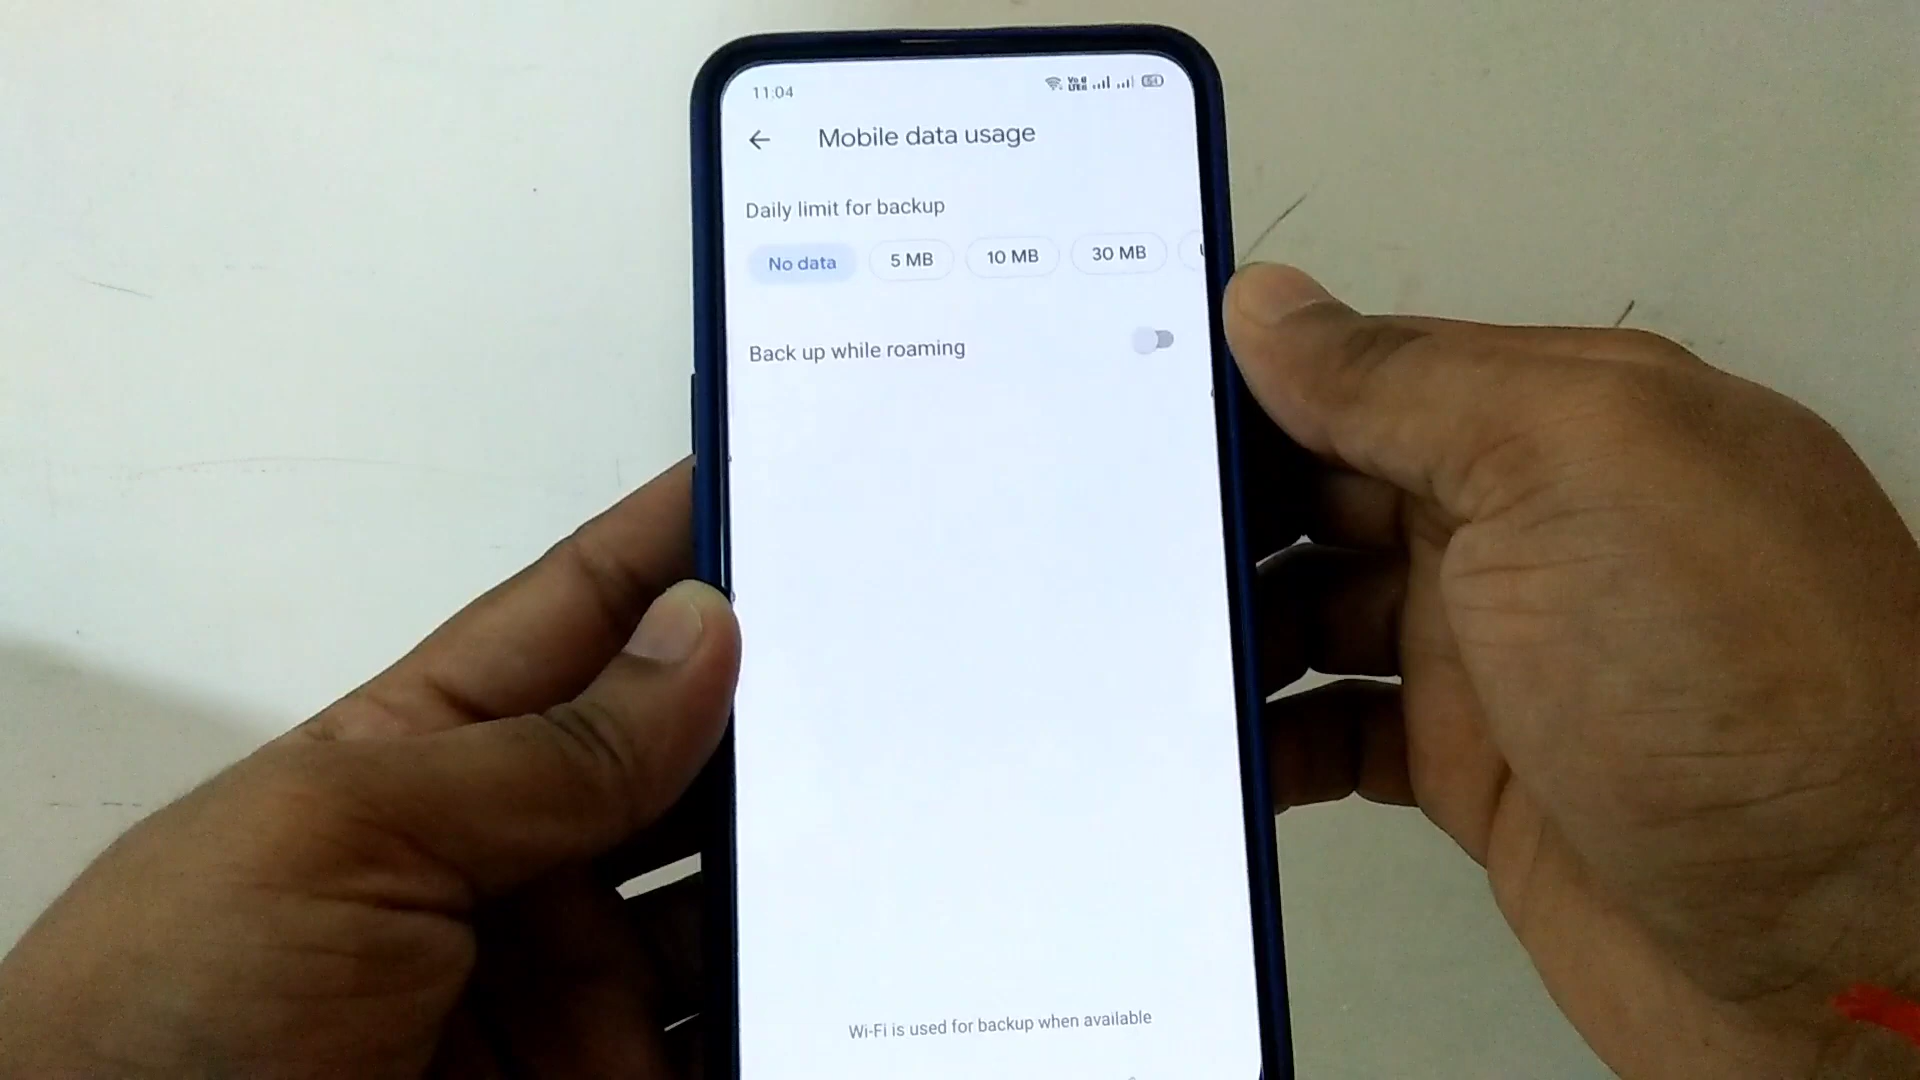 11:04
Mobile data usage
Daily limit for backup
No data 5 MB 10 MB 30 MB
Back up while roaming
Wi-Fi is used for backup when available